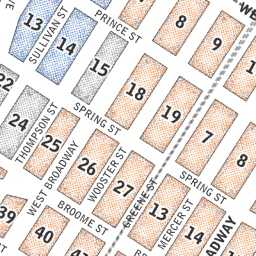 13
SULLIVAN ST
14
PRINCE ST
8
9
15
18
19
22
24
THOMPSON ST
25
SPRING ST
7
8
WEST BROADWAY
26
WOOSTER ST
27
GREENE ST
SPRING ST
13
MERCER ST
14
39
40
BROOME ST